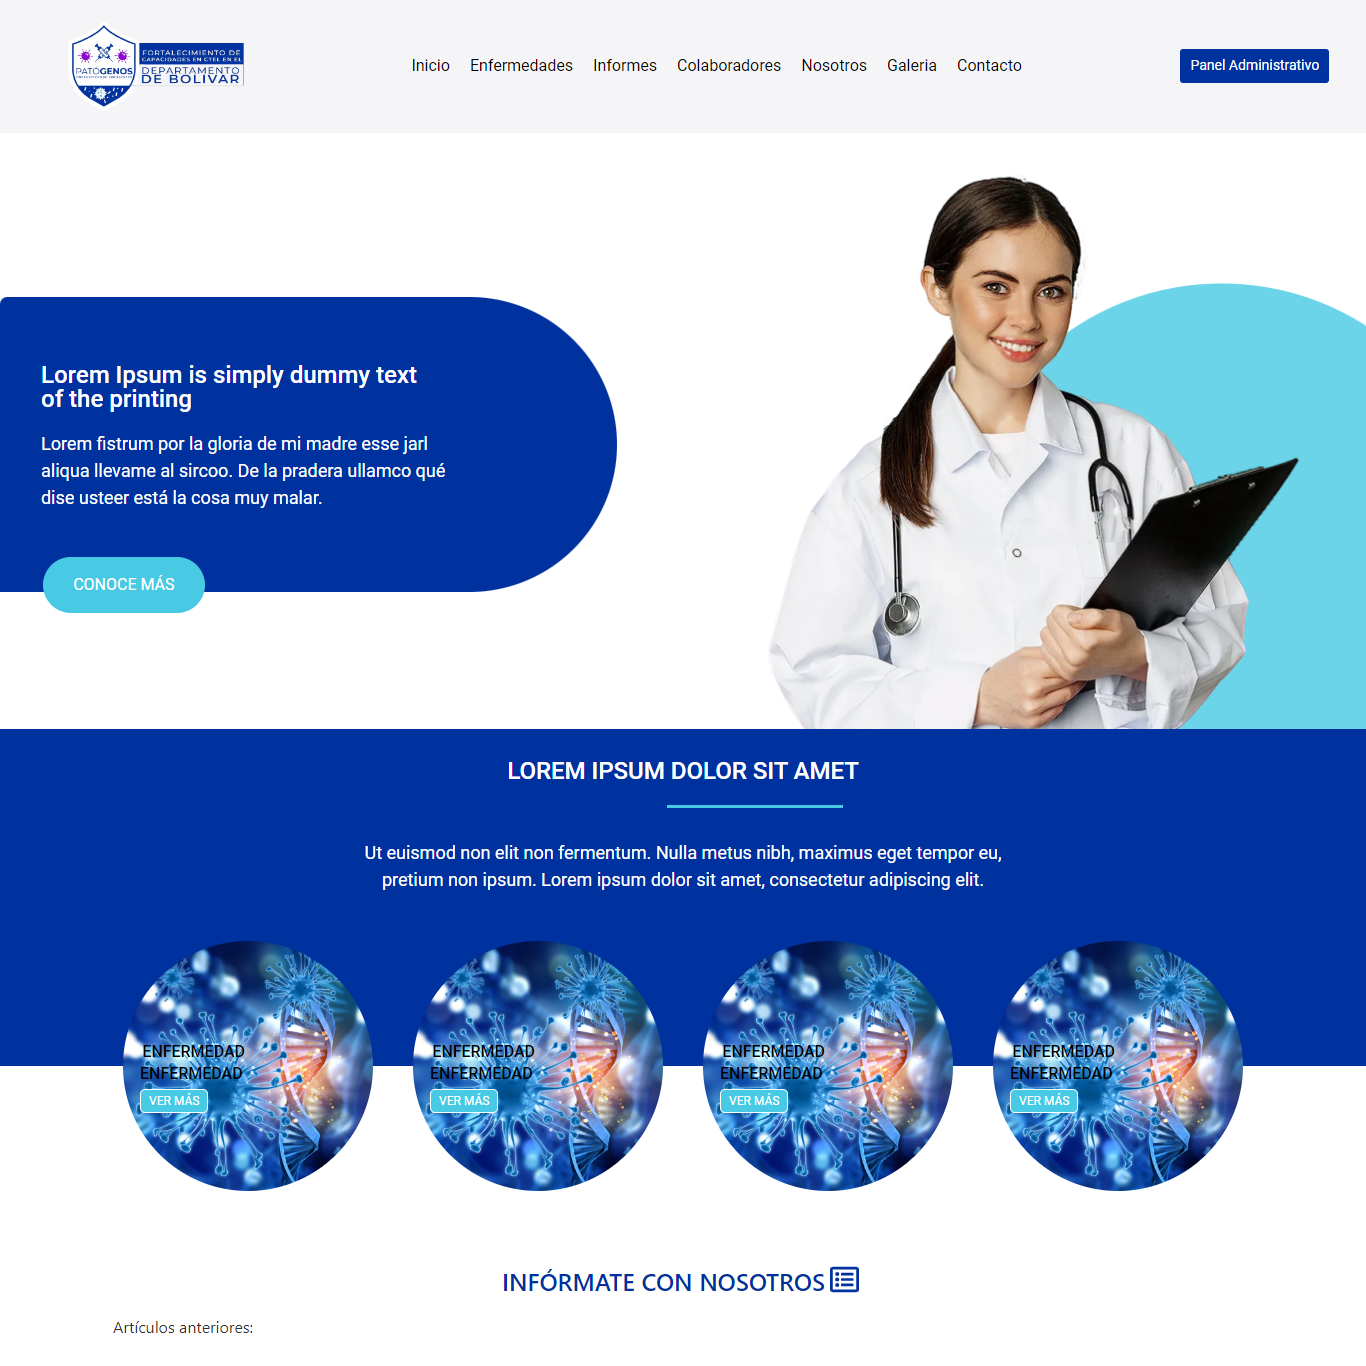 PATÓGENOS
FORTALECIMIENTO DE
CAPACIDADES EN CTEI EN EL
DEPARTAMENTO
DE BOLIVAR
Inicio Enfermedades Informes Colaboradores Nosotros Galeria Contacto
Panel Administrativo
Lorem Ipsum is simply dummy text
of the printing
Lorem fistrum por la gloria de mi madre esse jarl
aliqua llevame al sircoo. De la pradera ullamco qué
dise usteer está la cosa muy malar.
CONOCE MÁS
LOREM IPSUM DOLOR SIT AMET
Ut euismod non elit non fermentum. Nulla metus nibh, maximus eget tempor eu,
pretium non ipsum. Lorem ipsum dolor sit amet, consectetur adipiscing elit.
ENFERMEDAD
ENFERMEDAD
VER MÁS
ENFERMEDAD
ENFERMEDAD
VER MÁS
ENFERMEDAD
ENFERMEDAD
VER MÁS
ENFERMEDAD
ENFERMEDAD
VER MÁS
INFÓRMATE CON NOSOTROS
Artículos anteriores: